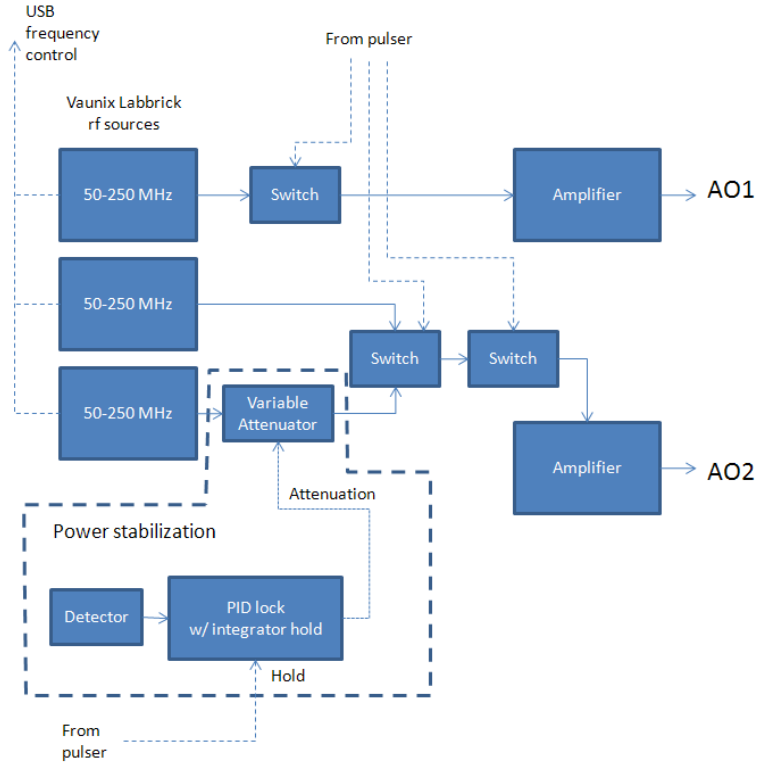 USB
frequency
control
From pulser
Vaunix Labbrick
rf sources
50-250 MHz
Switch
Amplifier
AO1
50-250 MHz
Switch
Switch
50-250 MHz
Variable
Attenuator
Amplifier
AO2
Attenuation
Power stabilization
Detector
PID lock
w/ integrator hold
Hold
From
pulser